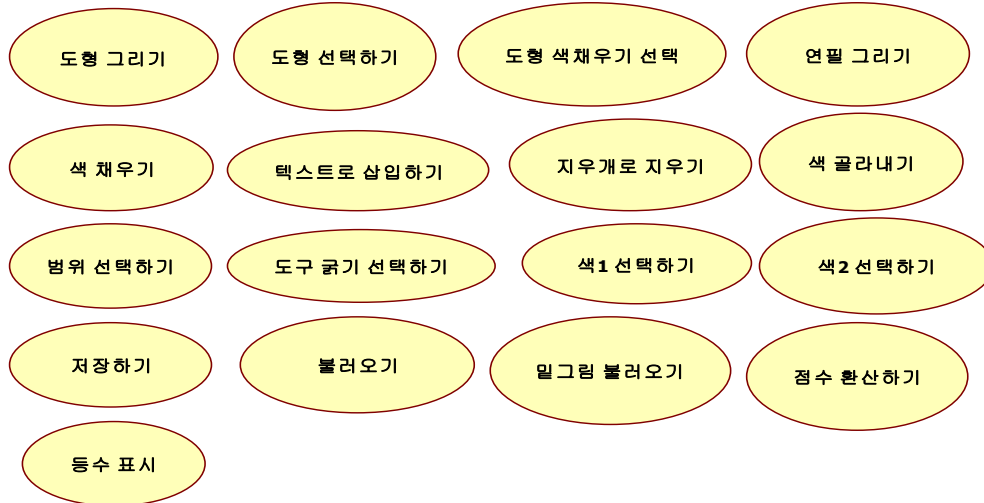 도형 그리기
도형 선택하기
도형 색채우기 선택
연필 그리기
색 채우기
텍스트로 삽입하기
지우개로 지우기
색 골라내기
범위 선택하기
도구 굵기 선택하기
색1 선택하기
색2 선택하기
저장하기
불러오기
밑그림 불러오기
점수 환산하기
등수 표시